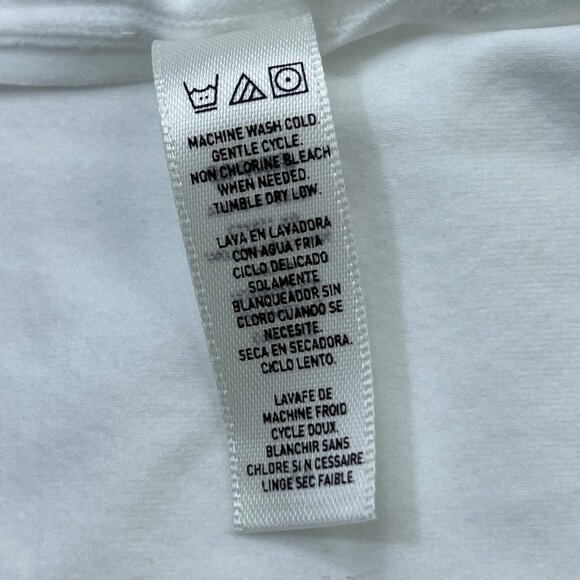 MACHINE WASH COLD.
GENTLE CYCLE.
NON CHLORINE BLEACH
WHEN NEEDED.
TUMBLE DRY LOW.
LAVA EN LAVADORA
CON AGUA FRIA
CICLO DELICADO
SOLAMENTE
BLANQUEADOR SIN
CLORO CUANDO SE
NECESITE.
SECA EN SECADORA.
CICLO LENTO.
LAVAFE DE
MACHINE FROID
CYCLE DOUX.
BLANCHIR SANS
CHLORE SI N CESSAIRE.
LINGE SEC FAIBLE.